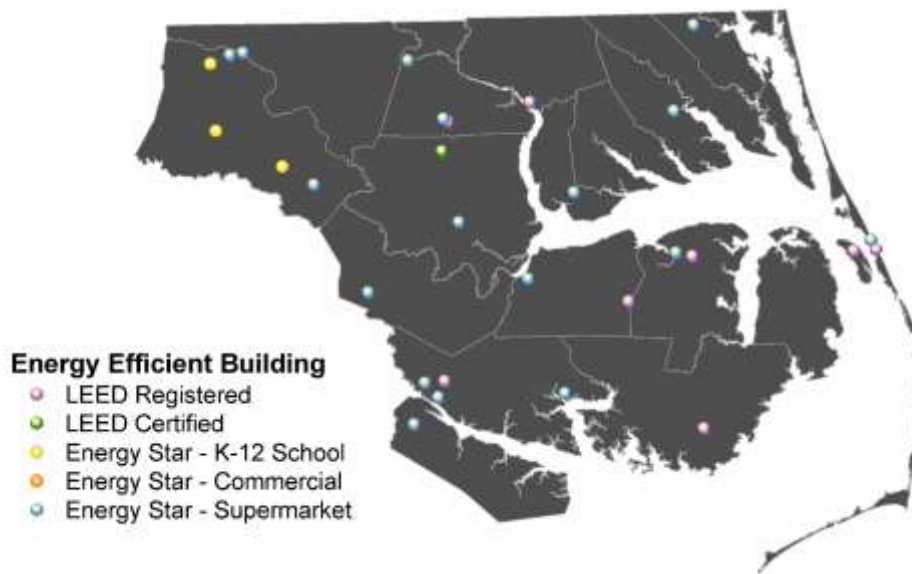 Energy Efficient Building
LEED Registered
LEED Certified
Energy Star - K-12 School
Energy Star - Commercial
Energy Star - Supermarket